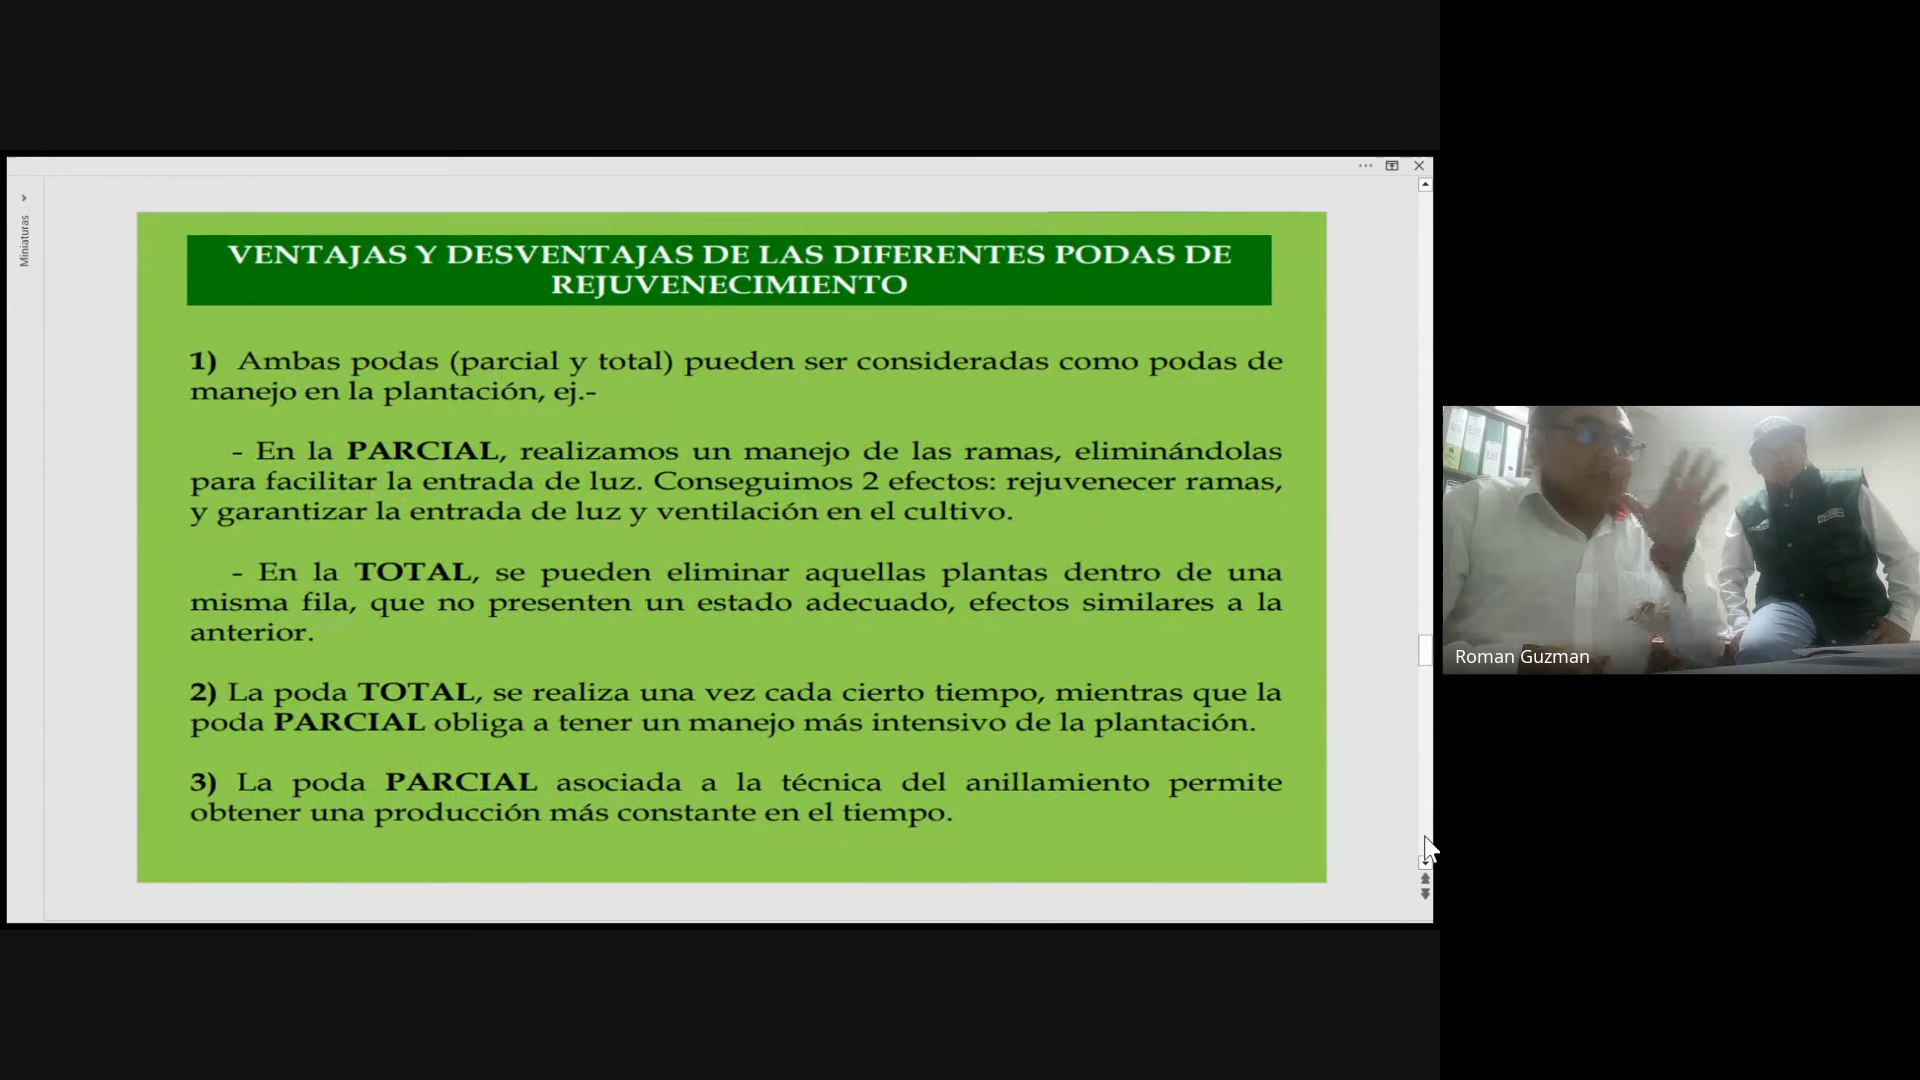 Miniaturas
VENTAJAS Y DESVENTAJAS DE LAS DIFERENTES PODAS DE
REJUVENECIMIENTO
1) Ambas podas (parcial y total) pueden ser consideradas como podas de
manejo en la plantación, ej.-
- En la PARCIAL, realizamos un manejo de las ramas, eliminándolas
para facilitar la entrada de luz. Conseguimos 2 efectos: rejuvenecer ramas,
y garantizar la entrada de luz y ventilación en el cultivo.
- En la TOTAL, se pueden eliminar aquellas plantas dentro de una
misma fila, que no presenten un estado adecuado, efectos similares a la
anterior.
2) La poda TOTAL, se realiza una vez cada cierto tiempo, mientras que la
poda PARCIAL obliga a tener un manejo más intensivo de la plantación.
3) La poda PARCIAL asociada a la técnica del anillamiento permite
obtener una producción más constante en el tiempo.
Roman Guzman